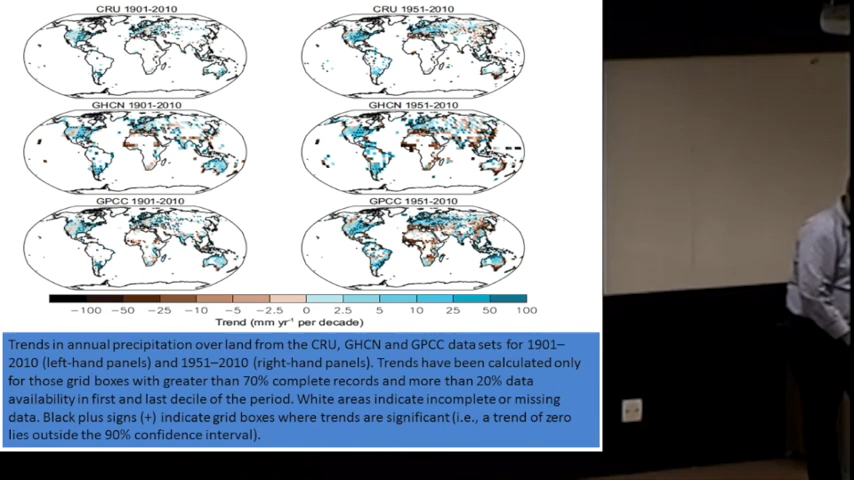 CRU 1901-2010
CRU 1951-2010
GHCN 1901-2010
GHCN 1951-2010
GPCC 1901-2010
GPCC 1951-2010
−100 −50 −25 −10 −5 −2.5 0 2.5 5 10 25 50 100
Trend (mm yr⁻¹ per decade)
Trends in annual precipitation over land from the CRU, GHCN and GPCC data sets for 1901–
2010 (left-hand panels) and 1951–2010 (right-hand panels). Trends have been calculated only
for those grid boxes with greater than 70% complete records and more than 20% data
availability in first and last decile of the period. White areas indicate incomplete or missing
data. Black plus signs (+) indicate grid boxes where trends are significant (i.e., a trend of zero
lies outside the 90% confidence interval).